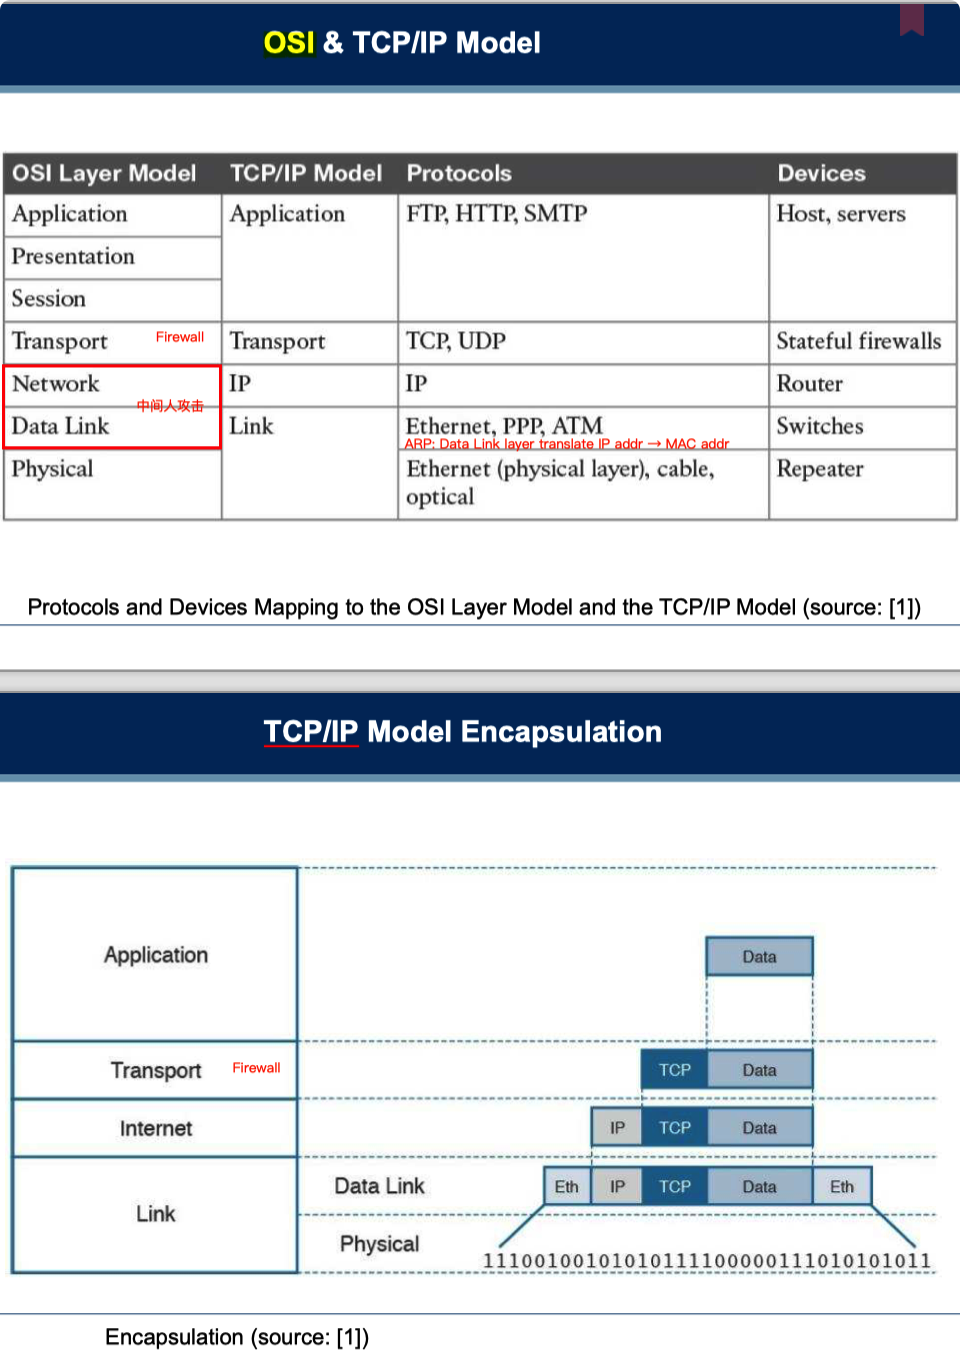 OSI & TCP/IP Model
OSI Layer Model TCP/IP Model Protocols Devices
Application Application FTP, HTTP, SMTP Host, servers
Presentation
Session
Transport Firewall Transport TCP, UDP Stateful firewalls
Network IP IP Router
中间人攻击
Data Link Link Ethernet, PPP, ATM Switches
ARP: Data Link layer translate IP addr → MAC addr
Physical Ethernet (physical layer), cable, Repeater
optical
Protocols and Devices Mapping to the OSI Layer Model and the TCP/IP Model (source: [1])
TCP/IP Model Encapsulation
Application Data
Transport Firewall TCP Data
Internet IP TCP Data
Data Link Eth IP TCP Data Eth
Link
Physical
1110010010101011110000011101010101011
Encapsulation (source: [1])